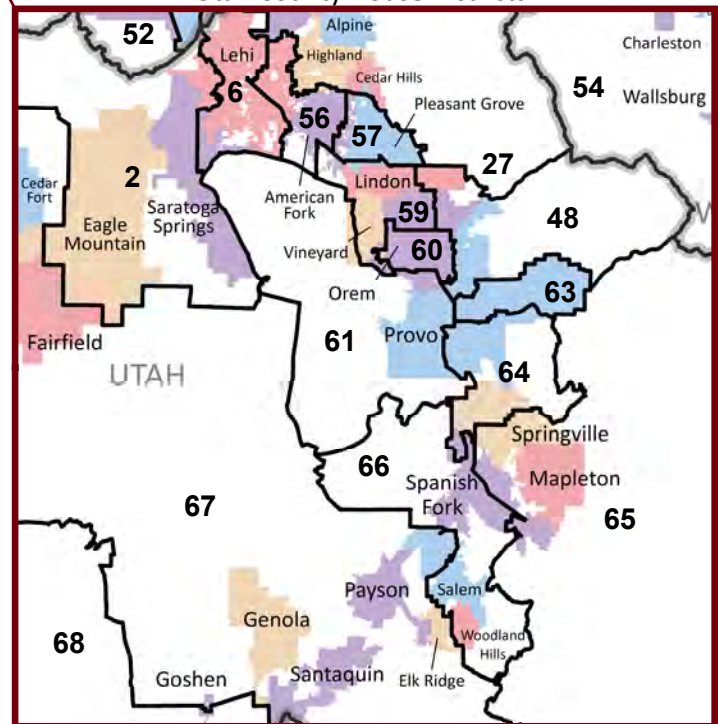 52
Alpine
Lehi
Highland
Charleston
Cedar Hills
54
Wallsburg
6
56
57
Pleasant Grove
27
2
Cedar
Fort
Lindon
American
Fork
Saratoga
Springs
59
48
Eagle
Mountain
Vineyard
60
Orem
63
Fairfield
61
Provo
UTAH
64
Springville
66
Mapleton
Spanish
Fork
67
65
Payson
Salem
Genola
68
Woodland
Hills
Goshen
Santaquin
Elk Ridge